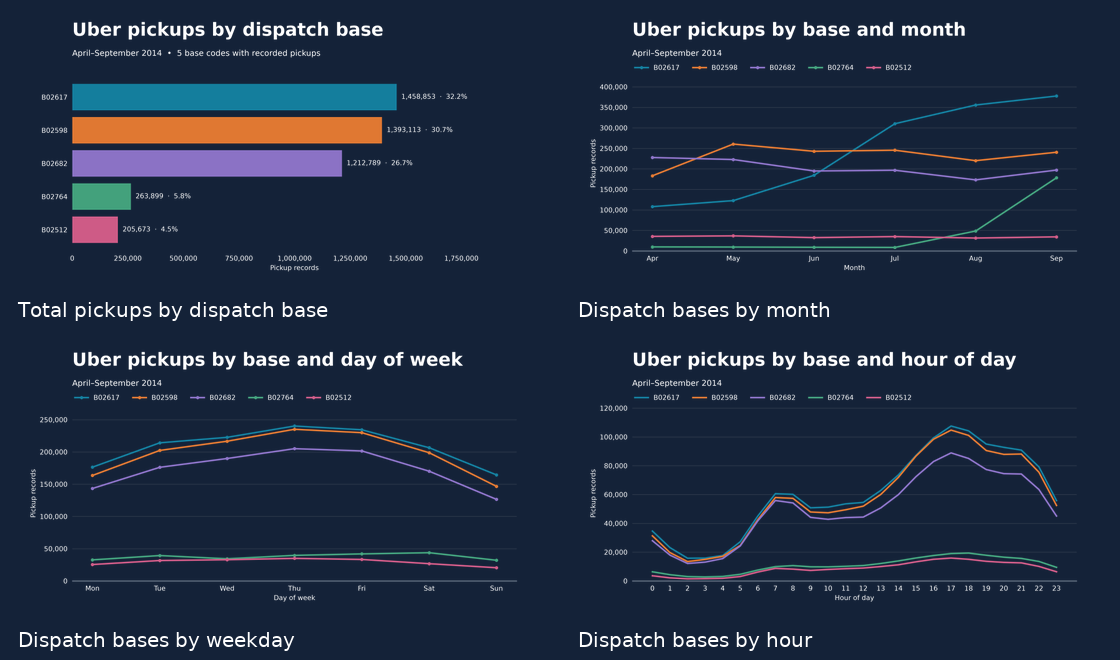 Uber pickups by dispatch base
April–September 2014 • 5 base codes with recorded pickups
B02617
1,458,853 · 32.2%
B02598
1,393,113 · 30.7%
B02682
1,212,789 · 26.7%
B02764
263,899 · 5.8%
B02512
205,673 · 4.5%
0 250,000 500,000 750,000 1,000,000 1,250,000 1,500,000 1,750,000
Pickup records
Total pickups by dispatch base
Uber pickups by base and month
April–September 2014
B02617 B02598 B02682 B02764 B02512
400,000
350,000
300,000
250,000
200,000
150,000
100,000
50,000
0
Pickup records
Apr May Jun Jul Aug Sep
Month
Dispatch bases by month
Uber pickups by base and day of week
April–September 2014
B02617 B02598 B02682 B02764 B02512
250,000
200,000
150,000
100,000
50,000
0
Pickup records
Mon Tue Wed Thu Fri Sat Sun
Day of week
Dispatch bases by weekday
Uber pickups by base and hour of day
April–September 2014
B02617 B02598 B02682 B02764 B02512
120,000
100,000
80,000
60,000
40,000
20,000
0
Pickup records
0 1 2 3 4 5 6 7 8 9 10 11 12 13 14 15 16 17 18 19 20 21 22 23
Hour of day
Dispatch bases by hour